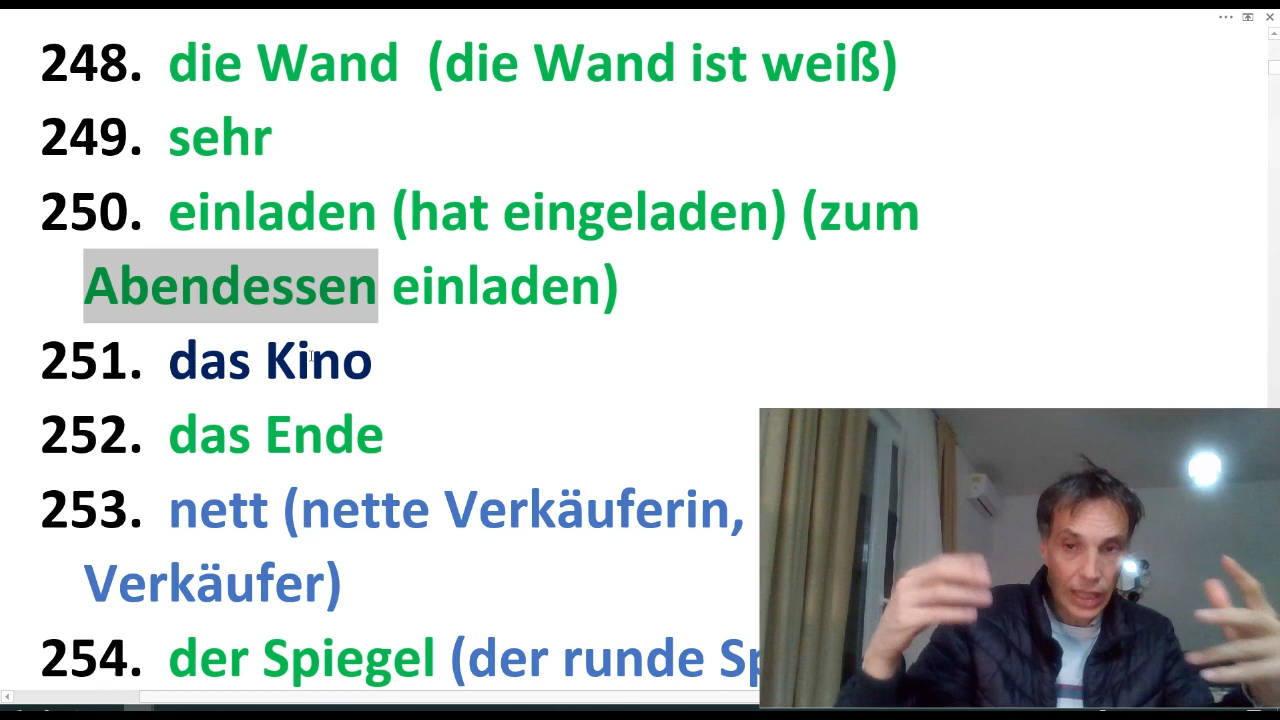 248. die Wand (die Wand ist weiß)
249. sehr
250. einladen (hat eingeladen) (zum
Abendessen einladen)
251. das Kino
252. das Ende
253. nett (nette Verkäuferin,
Verkäufer)
254. der Spiegel (der runde